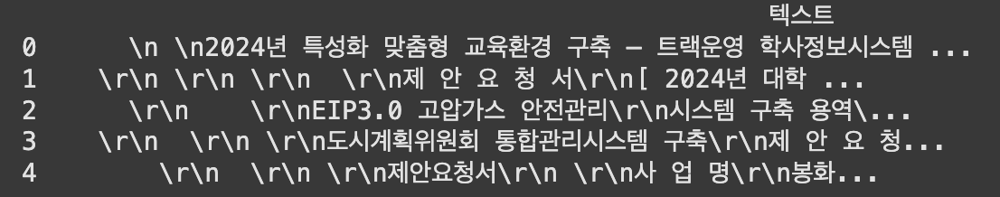 텍스트
0 \n \n2024년 특성화 맞춤형 교육환경 구축 – 트랙운영 학사정보시스템 ...
1 \r\n \r\n \r\n \r\n제 안 요 청 서\r\n[ 2024년 대학 ...
2 \r\n \r\nEIP3.0 고압가스 안전관리\r\n시스템 구축 용역\...
3 \r\n \r\n \r\n도시계획위원회 통합관리시스템 구축\r\n제 안 요 청...
4 \r\n \r\n \r\n제안요청서\r\n \r\n사 업 명\r\n봉화...